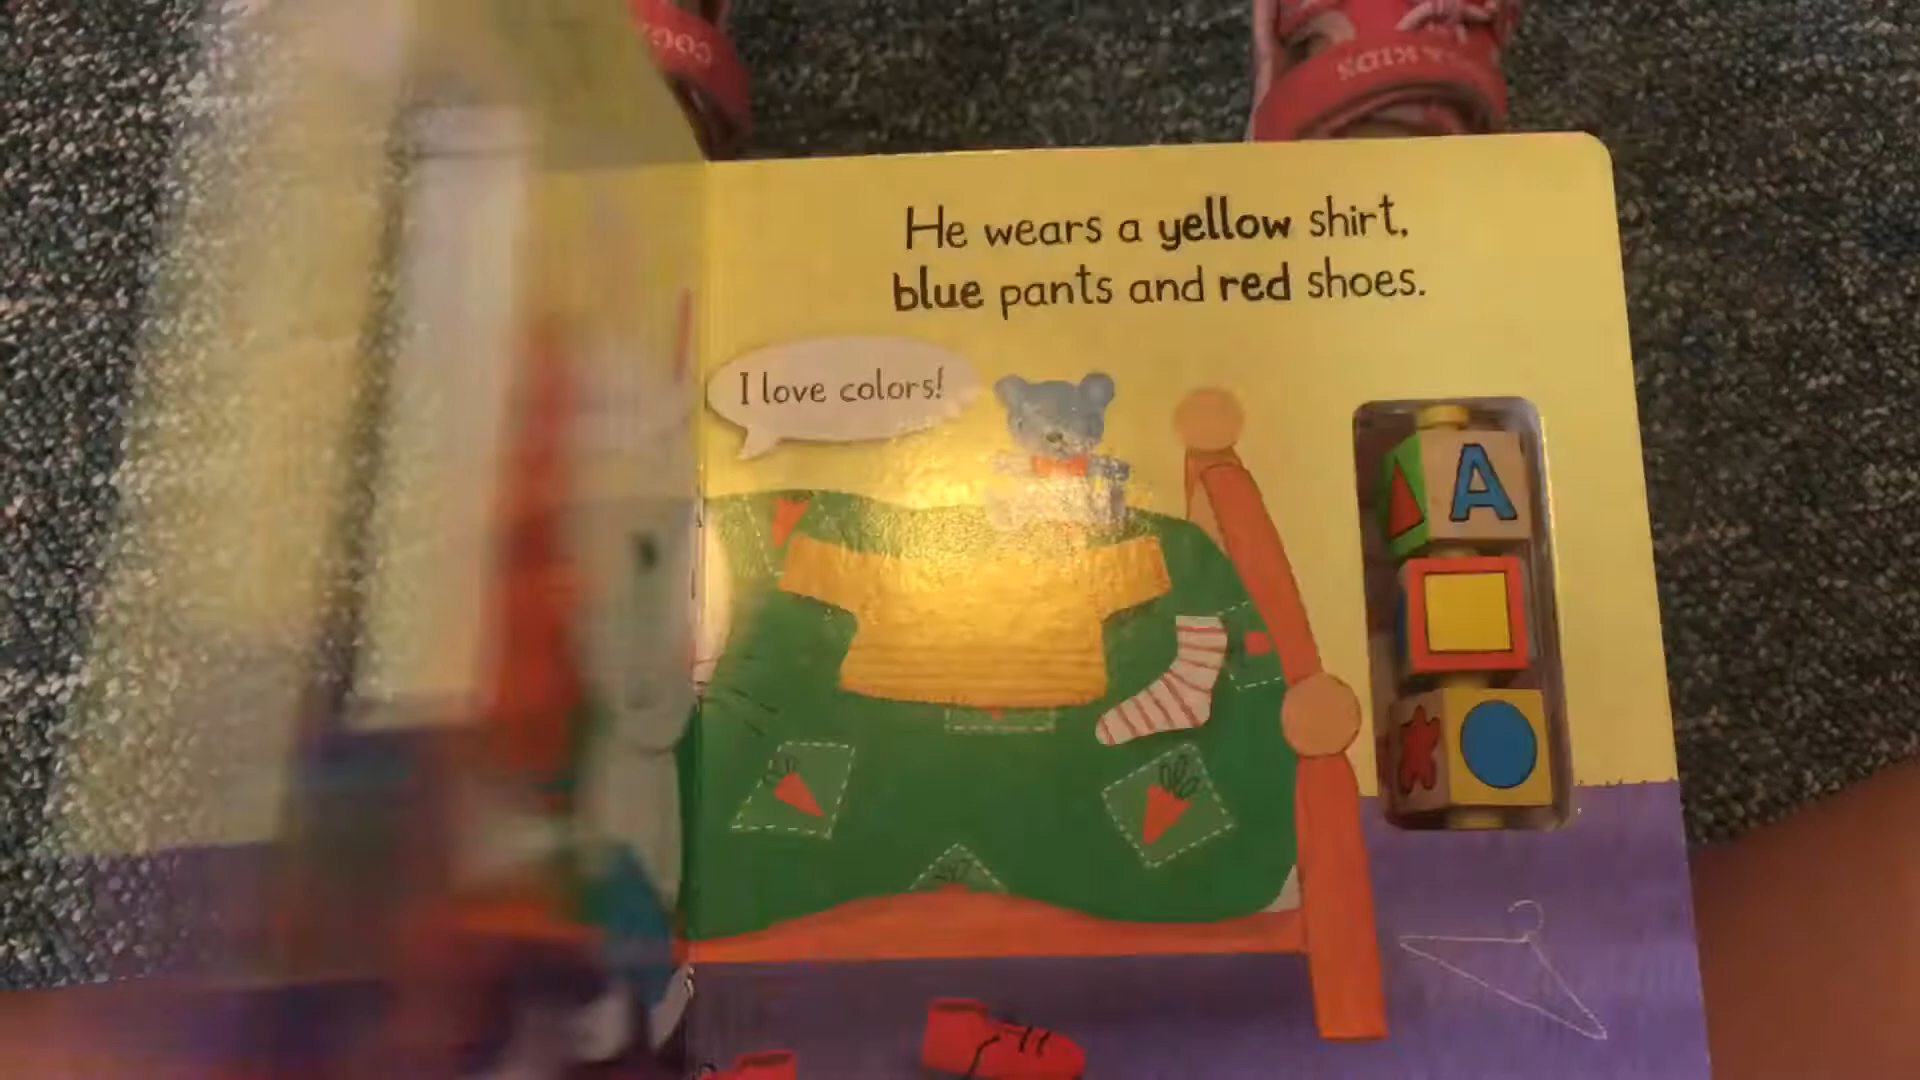 He wears a yellow shirt,
blue pants and red shoes.
I love colors!
A